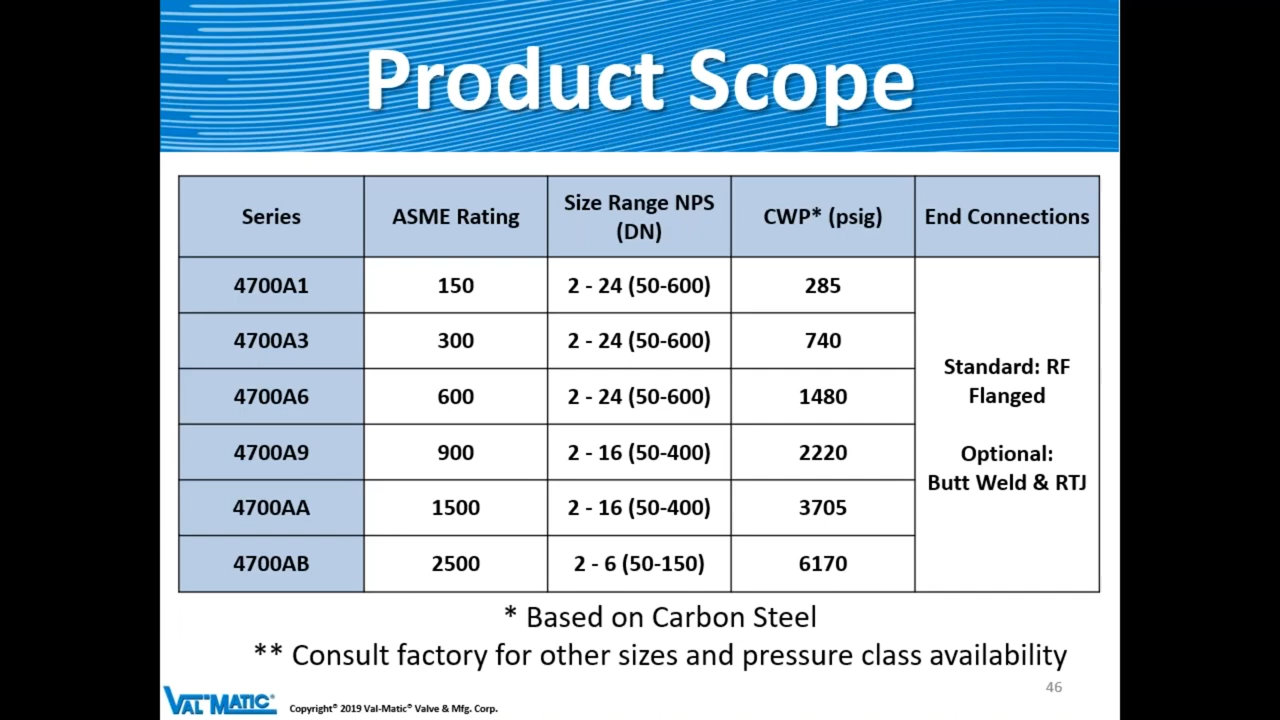 Product Scope
Series
ASME Rating
Size Range NPS
(DN)
CWP* (psig)
End Connections
4700A1
150
2 - 24 (50-600)
285
4700A3
300
2 - 24 (50-600)
740
4700A6
600
2 - 24 (50-600)
1480
4700A9
900
2 - 16 (50-400)
2220
4700AA
1500
2 - 16 (50-400)
3705
4700AB
2500
2 - 6 (50-150)
6170
Standard: RF
Flanged
Optional:
Butt Weld & RTJ
* Based on Carbon Steel
** Consult factory for other sizes and pressure class availability
46
VAL-MATIC®
Copyright® 2019 Val-Matic® Valve & Mfg. Corp.